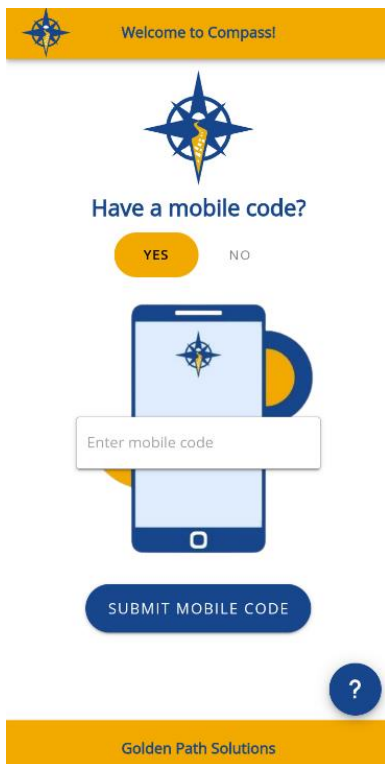 Welcome to Compass!
Have a mobile code?
YES NO
Enter mobile code
SUBMIT MOBILE CODE
?
Golden Path Solutions